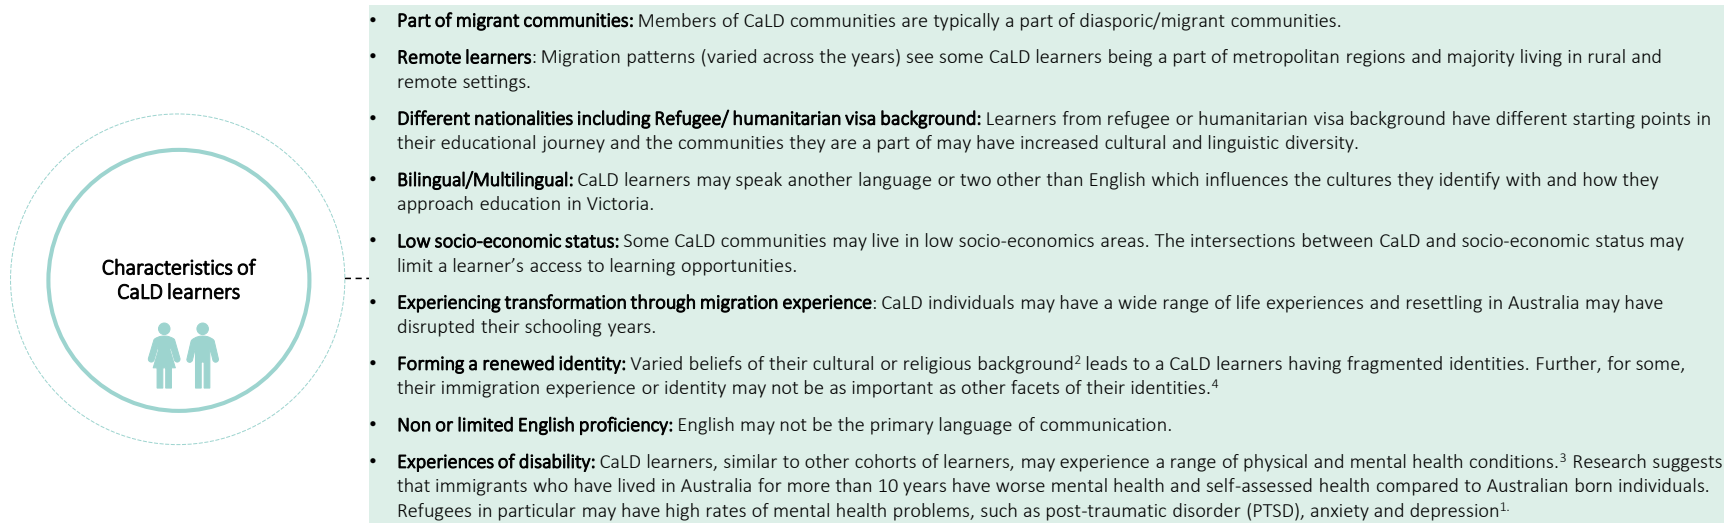 Characteristics of
CaLD learners
• Part of migrant communities: Members of CaLD communities are typically a part of diasporic/migrant communities.
• Remote learners: Migration patterns (varied across the years) see some CaLD learners being a part of metropolitan regions and majority living in rural and
remote settings.
• Different nationalities including Refugee/ humanitarian visa background: Learners from refugee or humanitarian visa background have different starting points in
their educational journey and the communities they are a part of may have increased cultural and linguistic diversity.
• Bilingual/Multilingual: CaLD learners may speak another language or two other than English which influences the cultures they identify with and how they
approach education in Victoria.
• Low socio-economic status: Some CaLD communities may live in low socio-economics areas. The intersections between CaLD and socio-economic status may
limit a learner’s access to learning opportunities.
• Experiencing transformation through migration experience: CaLD individuals may have a wide range of life experiences and resettling in Australia may have
disrupted their schooling years.
• Forming a renewed identity: Varied beliefs of their cultural or religious background² leads to a CaLD learners having fragmented identities. Further, for some,
their immigration experience or identity may not be as important as other facets of their identities.⁴
• Non or limited English proficiency: English may not be the primary language of communication.
• Experiences of disability: CaLD learners, similar to other cohorts of learners, may experience a range of physical and mental health conditions.³ Research suggests
that immigrants who have lived in Australia for more than 10 years have worse mental health and self-assessed health compared to Australian born individuals.
Refugees in particular may have high rates of mental health problems, such as post-traumatic disorder (PTSD), anxiety and depression¹.